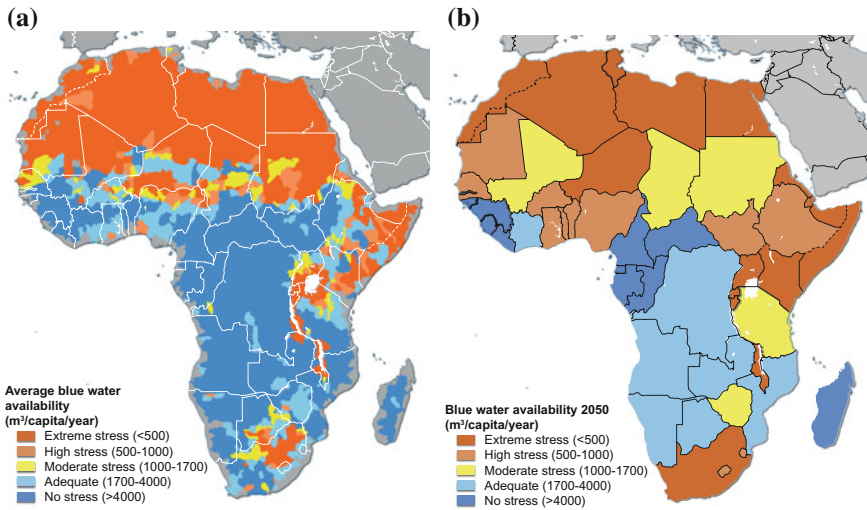 (a)
Average blue water
availability
(m³/capita/year)
Extreme stress (<500)
High stress (500-1000)
Moderate stress (1000-1700)
Adequate (1700-4000)
No stress (>4000)
(b)
Blue water availability 2050
(m³/capita/year)
Extreme stress (<500)
High stress (500-1000)
Moderate stress (1000-1700)
Adequate (1700-4000)
No stress (>4000)